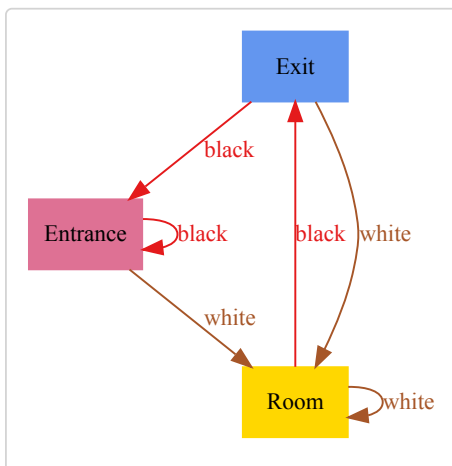 Exit
black
Entrance
black
black
white
white
Room
white